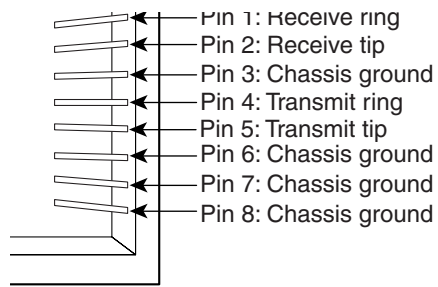 Pin 1: Receive ring
Pin 2: Receive tip
Pin 3: Chassis ground
Pin 4: Transmit ring
Pin 5: Transmit tip
Pin 6: Chassis ground
Pin 7: Chassis ground
Pin 8: Chassis ground